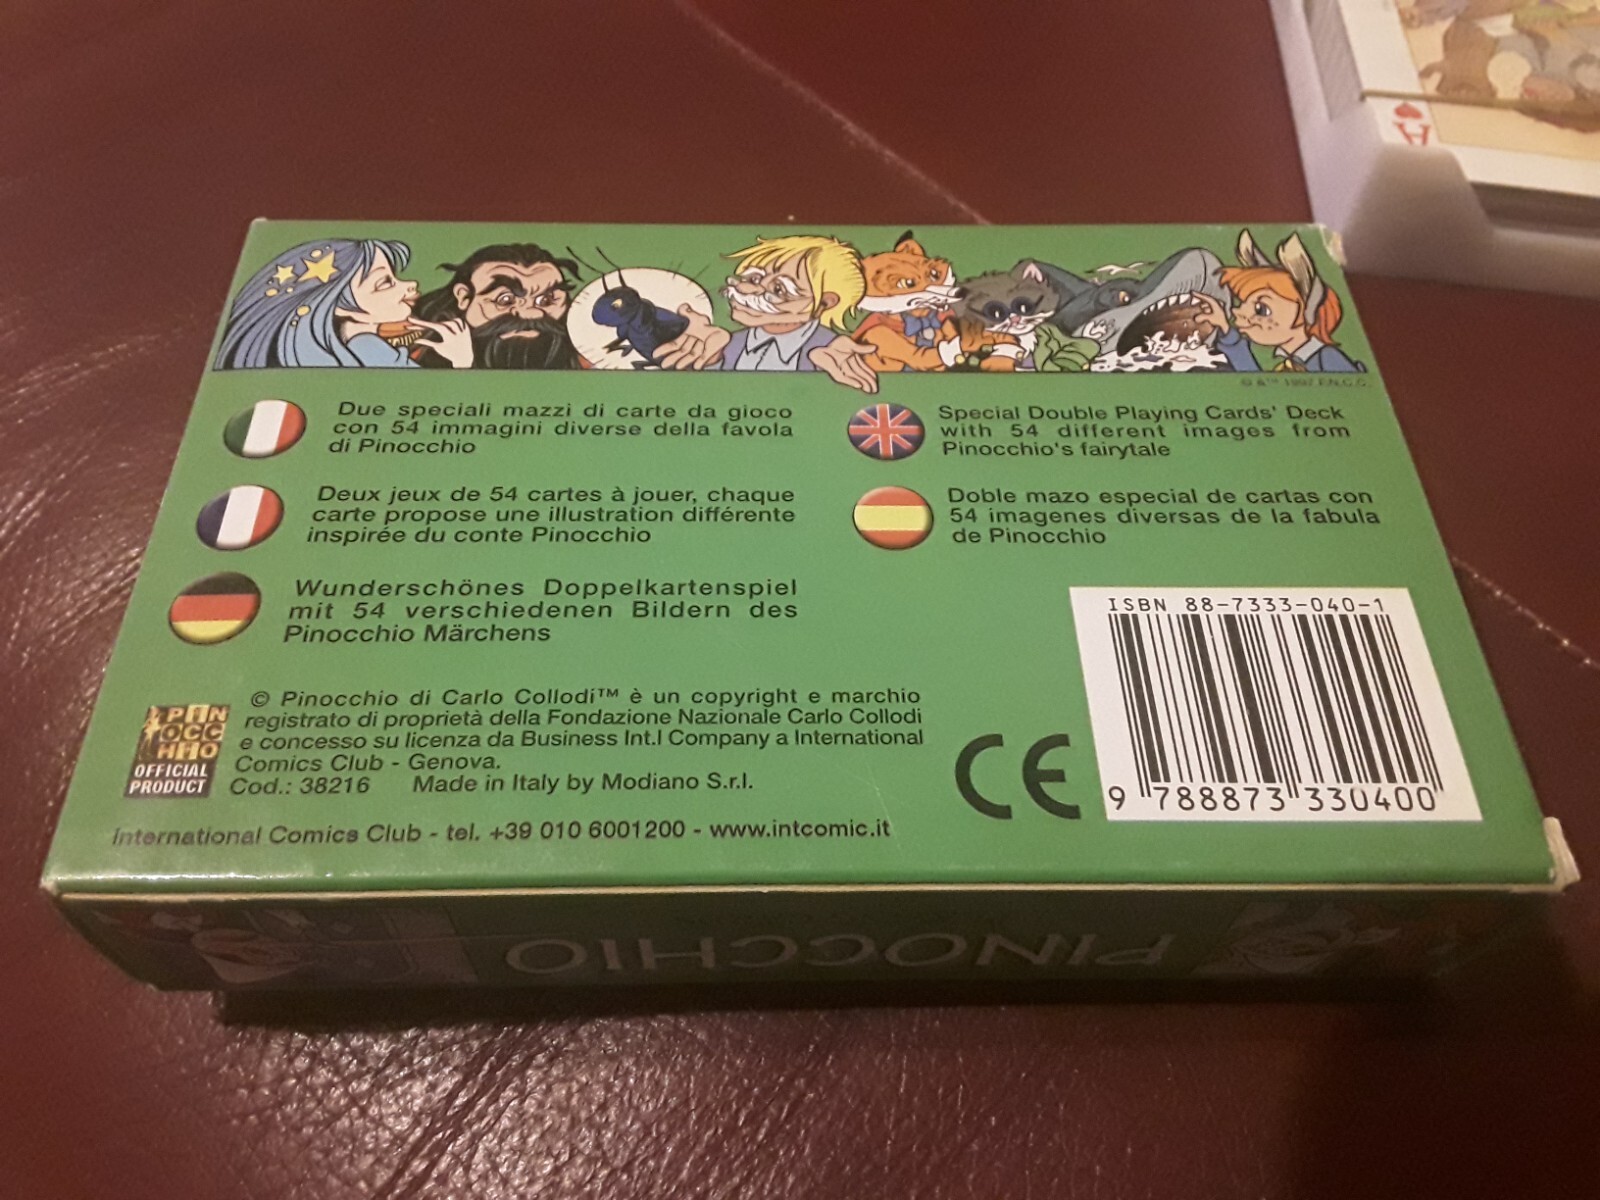 © &™ 1997 F.N.C.C.
Due speciali mazzi di carte da gioco
con 54 immagini diverse della favola
di Pinocchio
Special Double Playing Cards' Deck
with 54 different images from
Pinocchio's fairytale
Deux jeux de 54 cartes à jouer, chaque
carte propose une illustration différente
inspirée du conte Pinocchio
Doble mazo especial de cartas con
54 imagenes diversas de la fabula
de Pinocchio
Wunderschönes Doppelkartenspiel
mit 54 verschiedenen Bildern des
Pinocchio Märchens
ISBN 88-7333-040-1
9 788873 330400
PIN
OCC
HIO
OFFICIAL
PRODUCT
© Pinocchio di Carlo Collodi™ è un copyright e marchio
registrato di proprietà della Fondazione Nazionale Carlo Collodi
e concesso su licenza da Business Int.l Company a International
Comics Club - Genova.
Cod.: 38216 Made in Italy by Modiano S.r.l.
CE
International Comics Club - tel. +39 010 6001200 - www.intcomic.it
PINOCCHIO
A